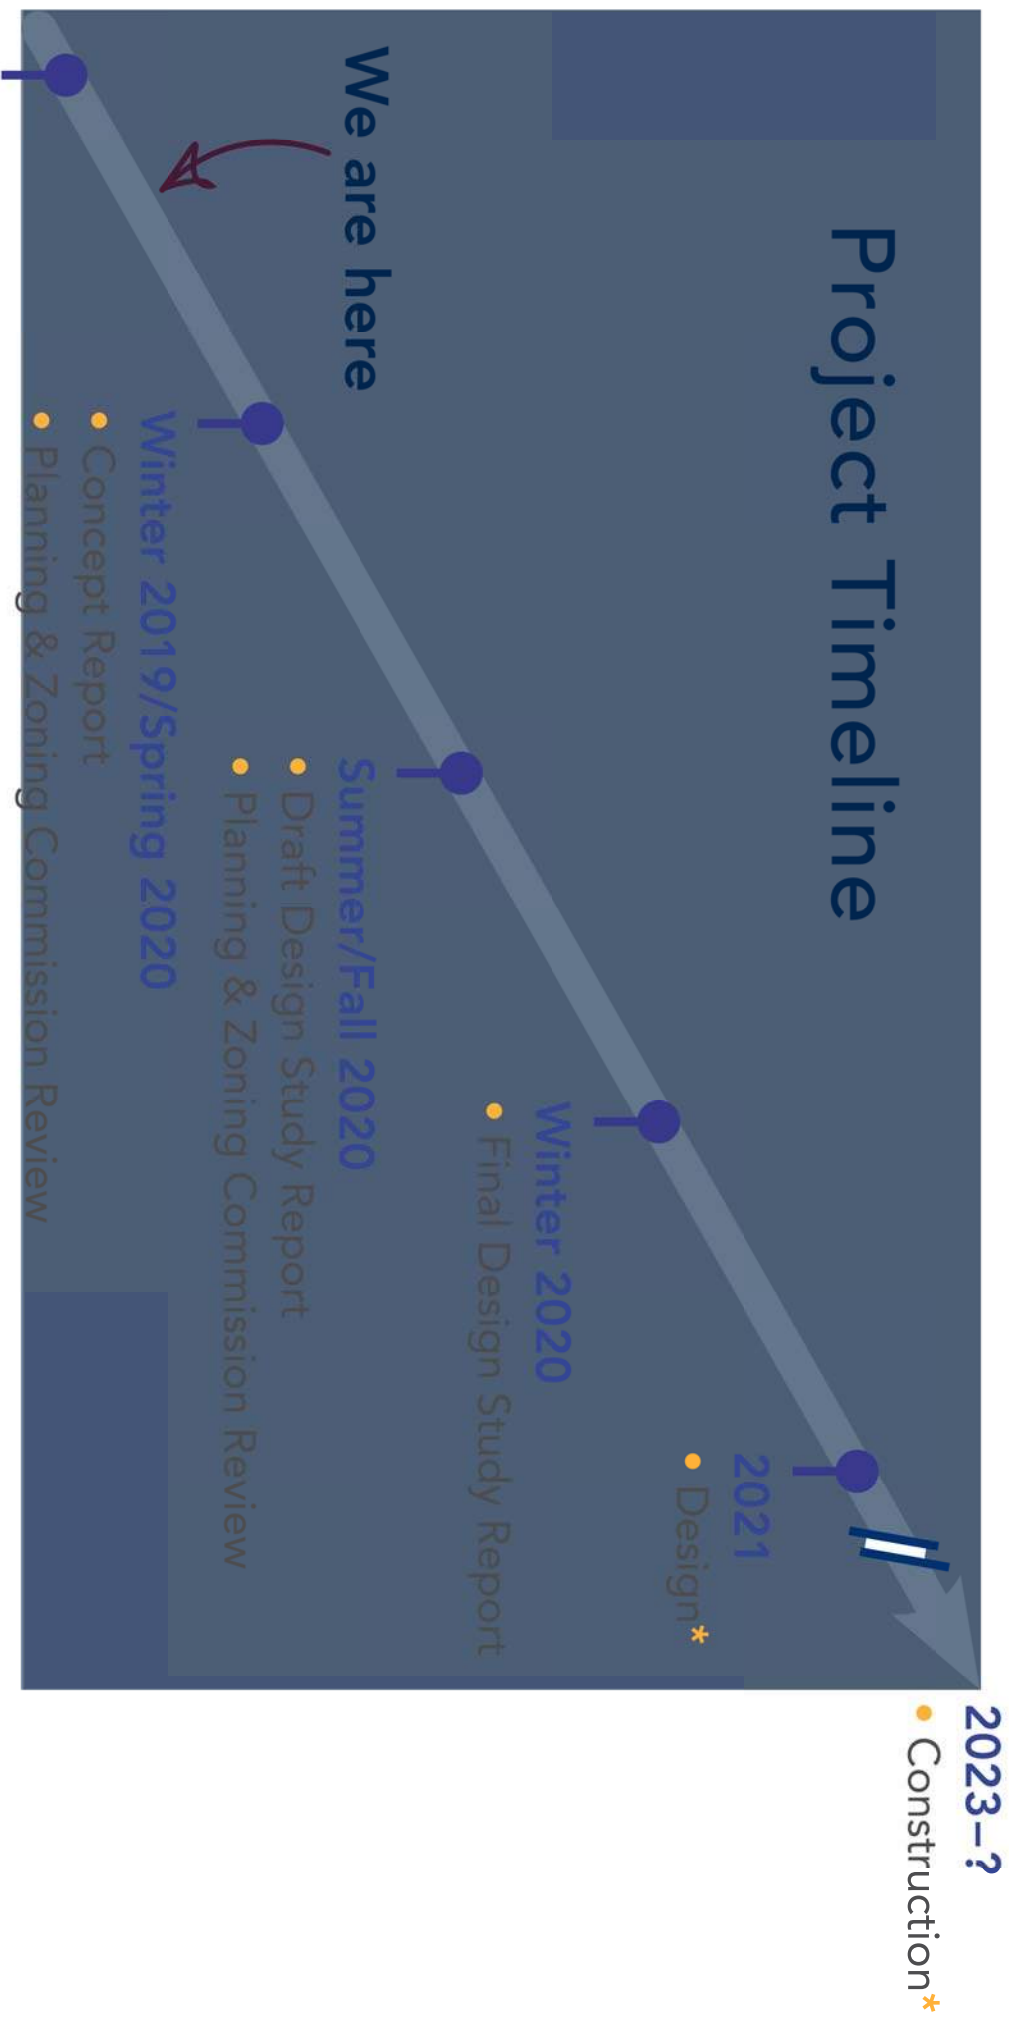 Project Timeline
We are here
Winter 2019/Spring 2020
• Concept Report
• Planning & Zoning Commission Review
Summer/Fall 2020
• Draft Design Study Report
• Planning & Zoning Commission Review
Winter 2020
• Final Design Study Report
2021
• Design*
2023–?
• Construction*